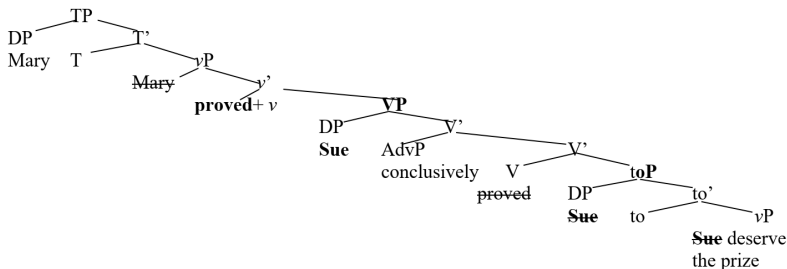 TP
DP T’
Mary T vP
Mary v’
proved+ v VP
DP V’
Sue AdvP V’
conclusively V toP
proved DP to’
Sue to vP
Sue deserve
the prize